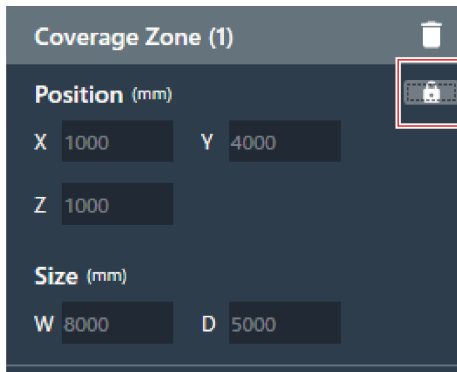 Coverage Zone (1)
Position (mm)
X 1000 Y 4000
Z 1000
Size (mm)
W 8000 D 5000